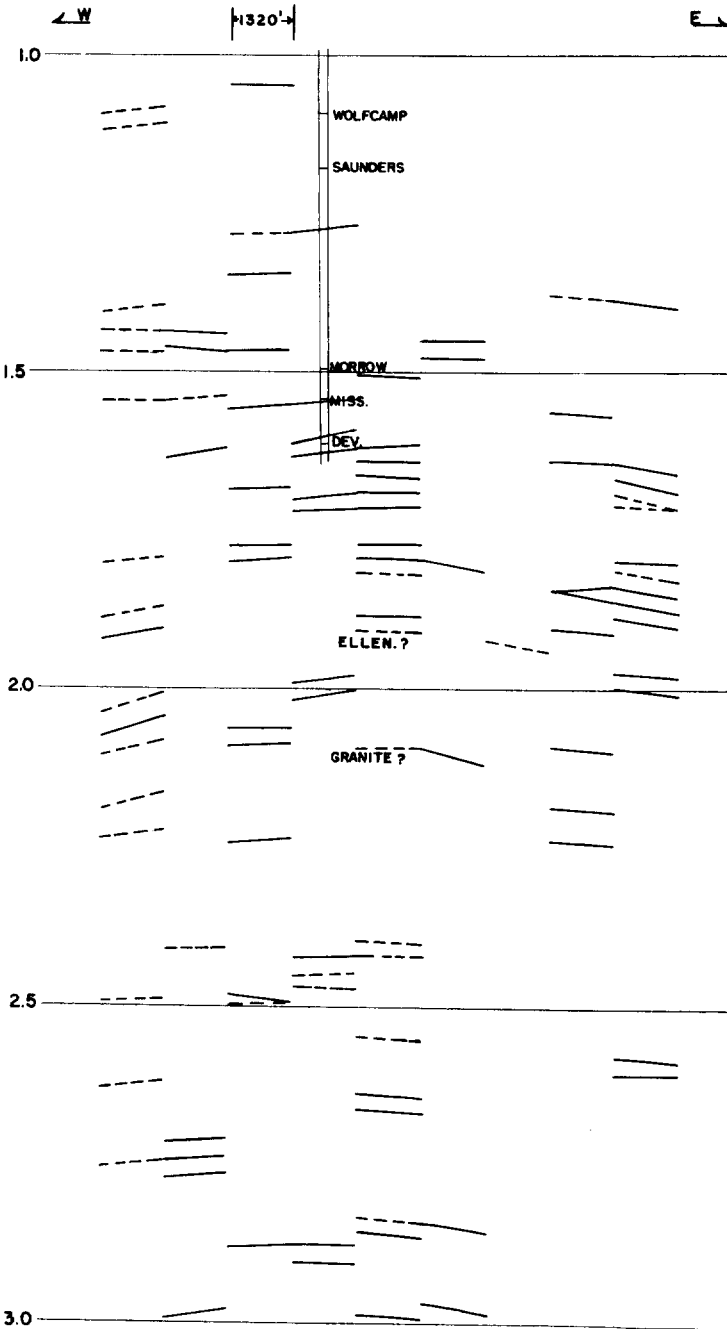 W
1320'
E
1.0
WOLFCAMP
SAUNDERS
MORROW
1.5
MISS.
DEV.
ELLEN. ?
2.0
GRANITE ?
2.5
3.0